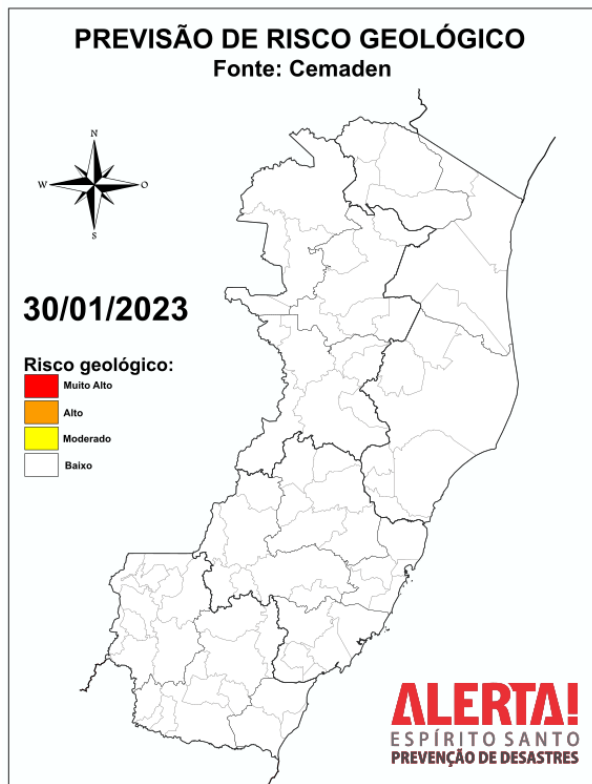 PREVISÃO DE RISCO GEOLÓGICO
Fonte: Cemaden
N
W
O
S
30/01/2023
Risco geológico:
Muito Alto
Alto
Moderado
Baixo
ALERTA!
ESPÍRITO SANTO
PREVENÇÃO DE DESASTRES